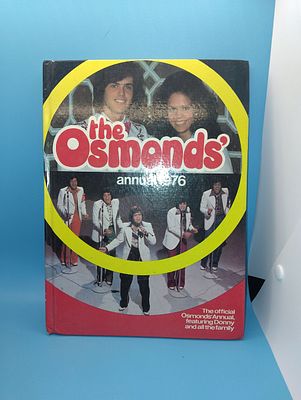 the
Osmonds'
annual 1976
The official
Osmonds' Annual,
featuring Donny
and all the family